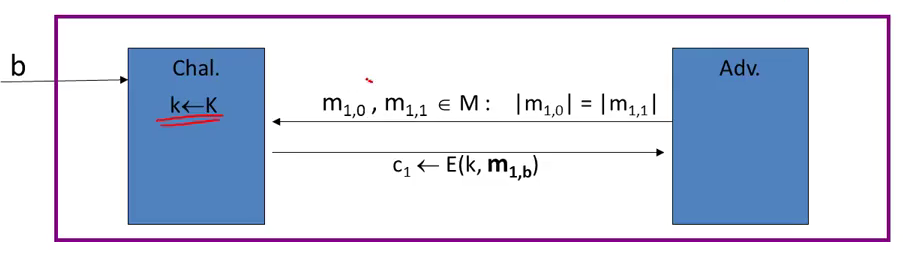 b
Chal.
k←K
Adv.
m₁,₀ , m₁,₁ ∈ M :   |m₁,₀| = |m₁,₁|
c₁ ← E(k, m₁,b)